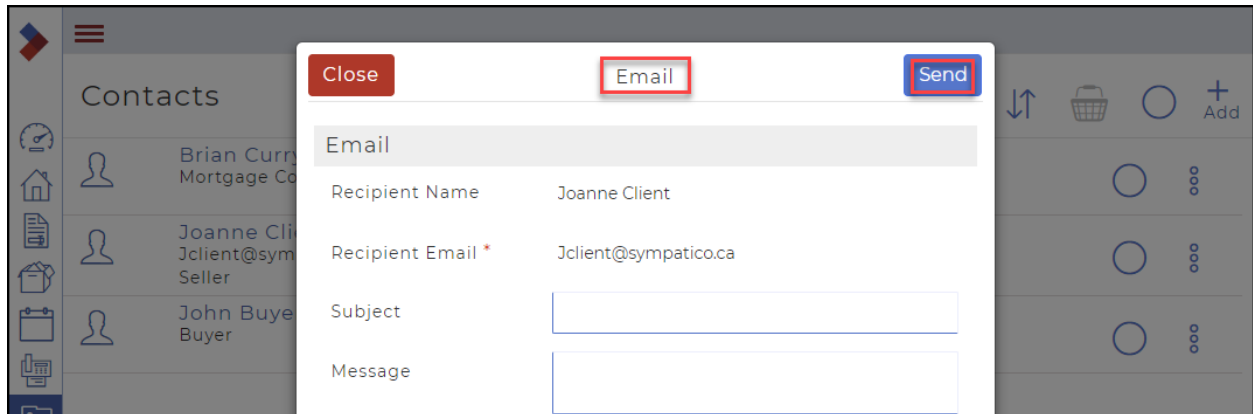 Close
Email
Send
Contacts
Add
Email
Brian Curry
Mortgage Co
Recipient Name
Joanne Client
Joanne Cli
Jclient@sym
Seller
Recipient Email *
Jclient@sympatico.ca
John Buye
Buyer
Subject
Message